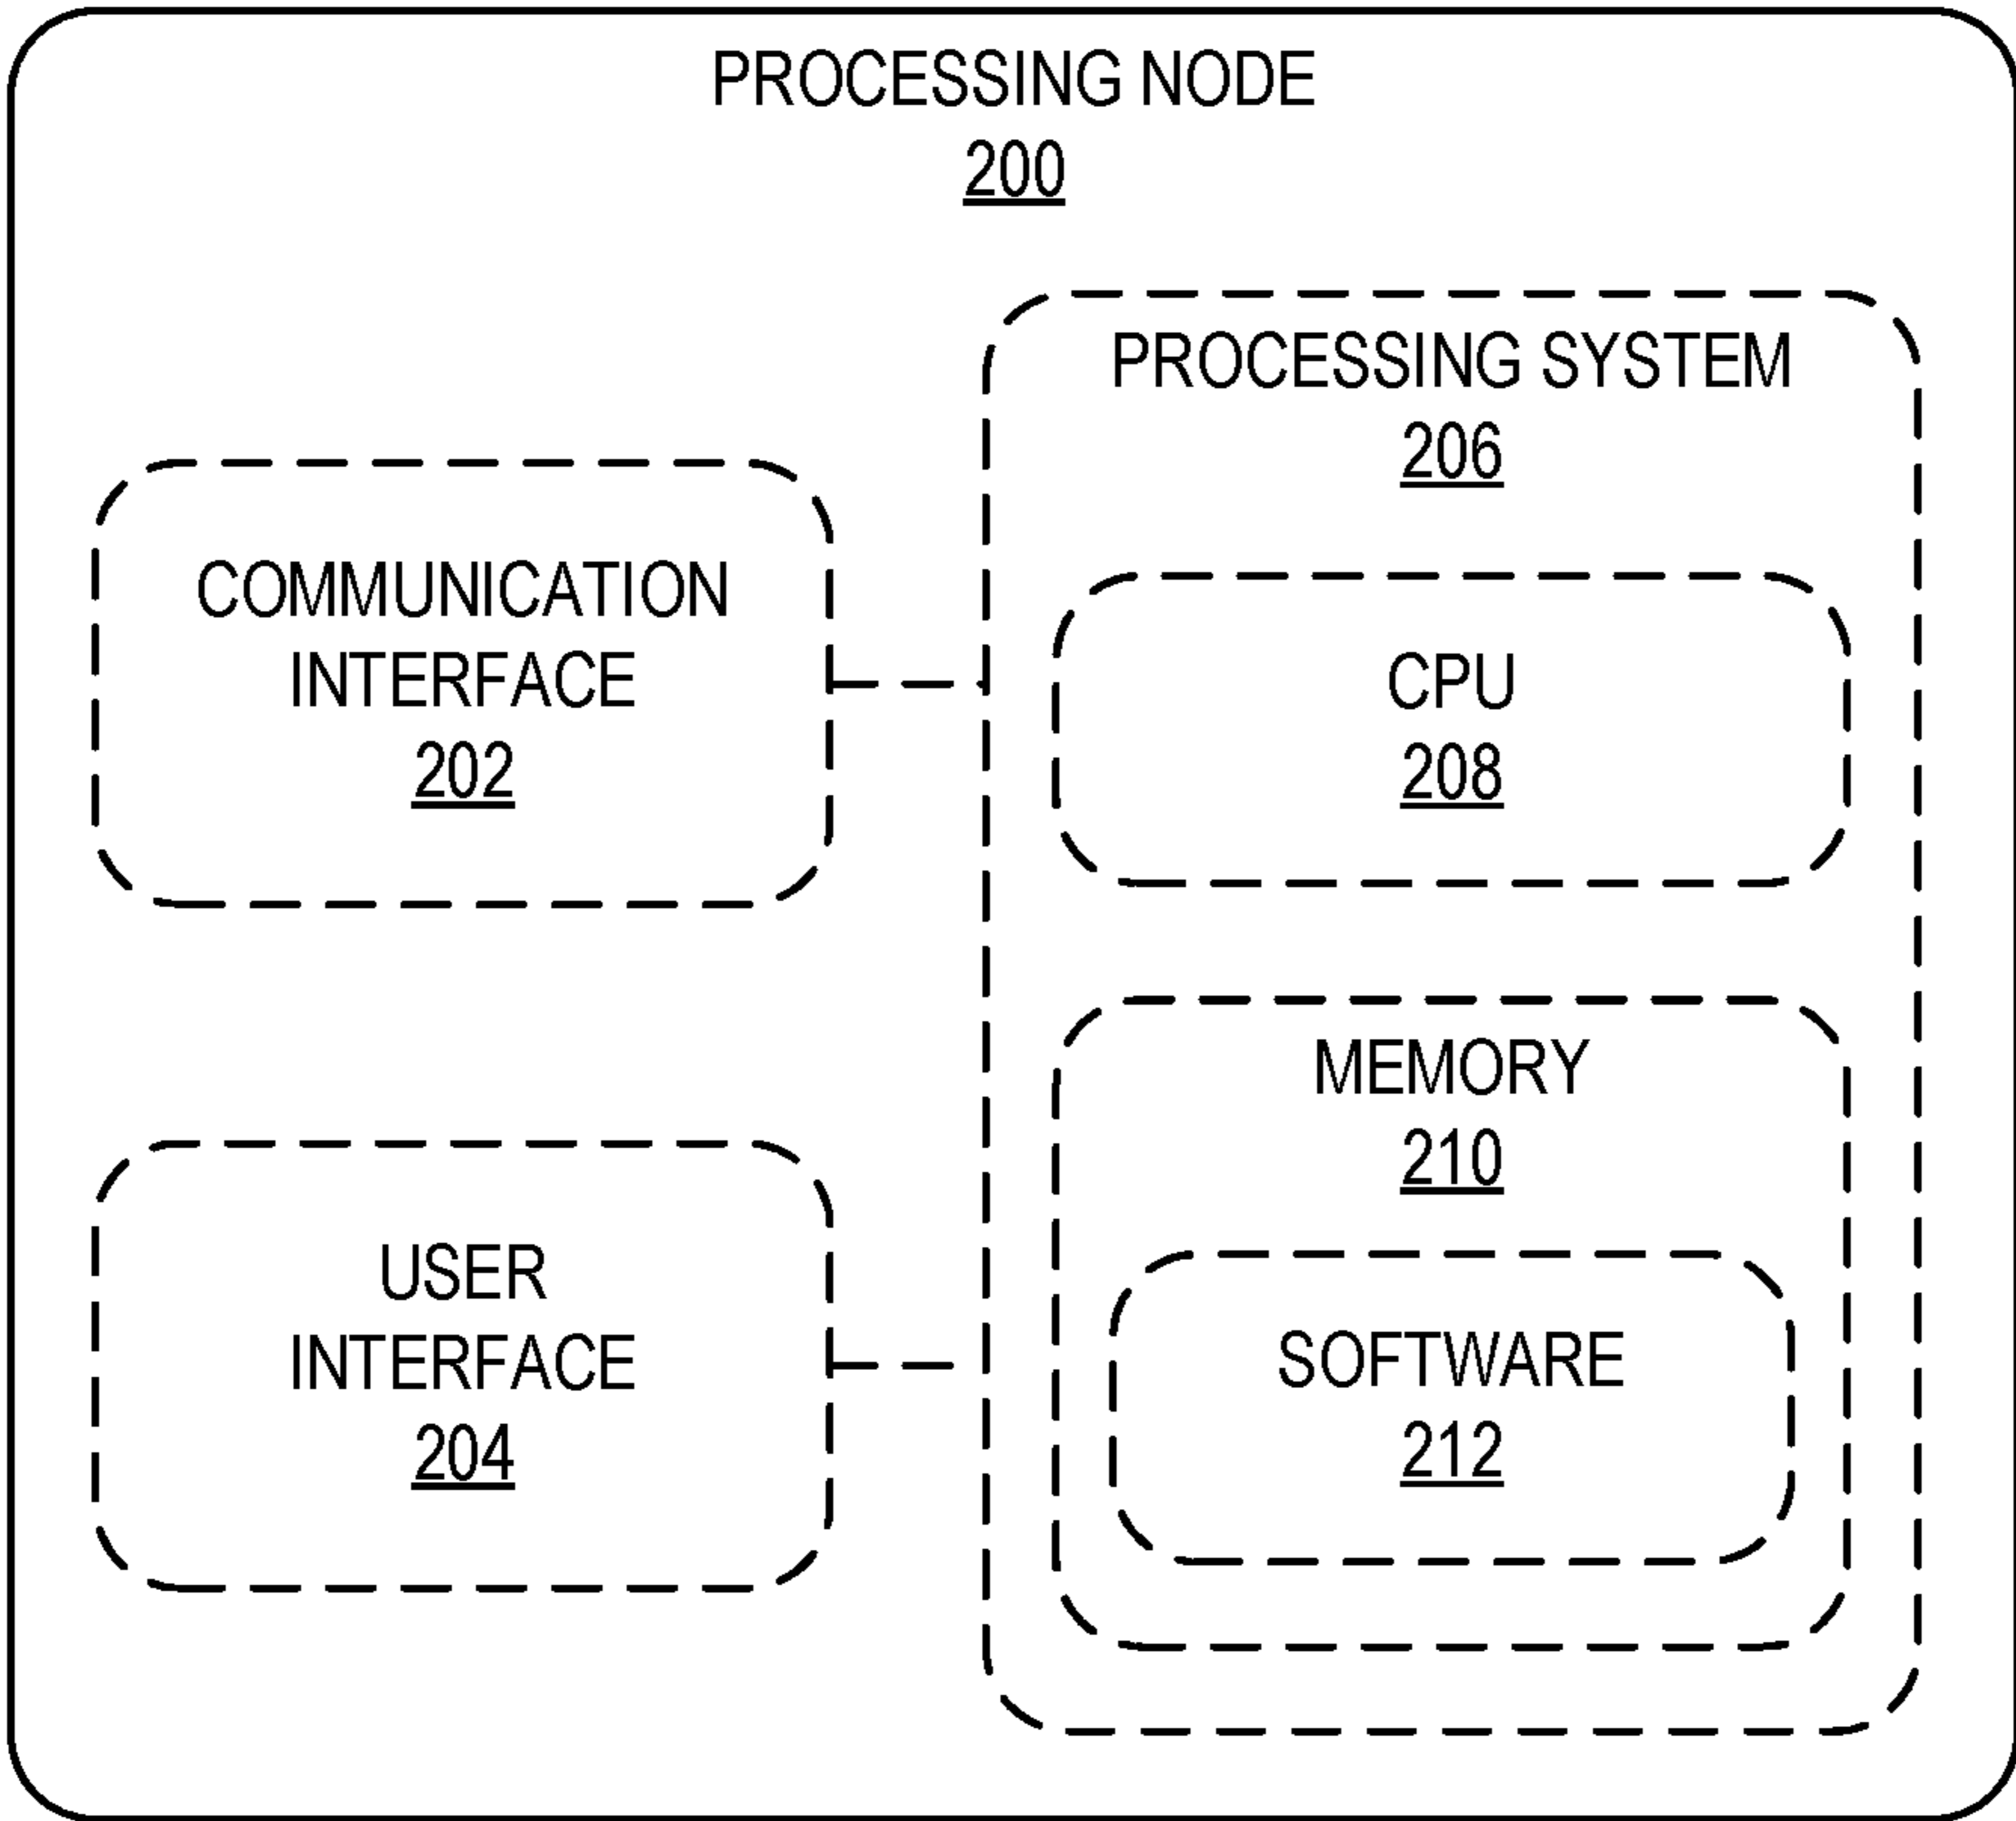 PROCESSING NODE
200
PROCESSING SYSTEM
206
COMMUNICATION
INTERFACE
202
CPU
208
MEMORY
210
USER
INTERFACE
204
SOFTWARE
212